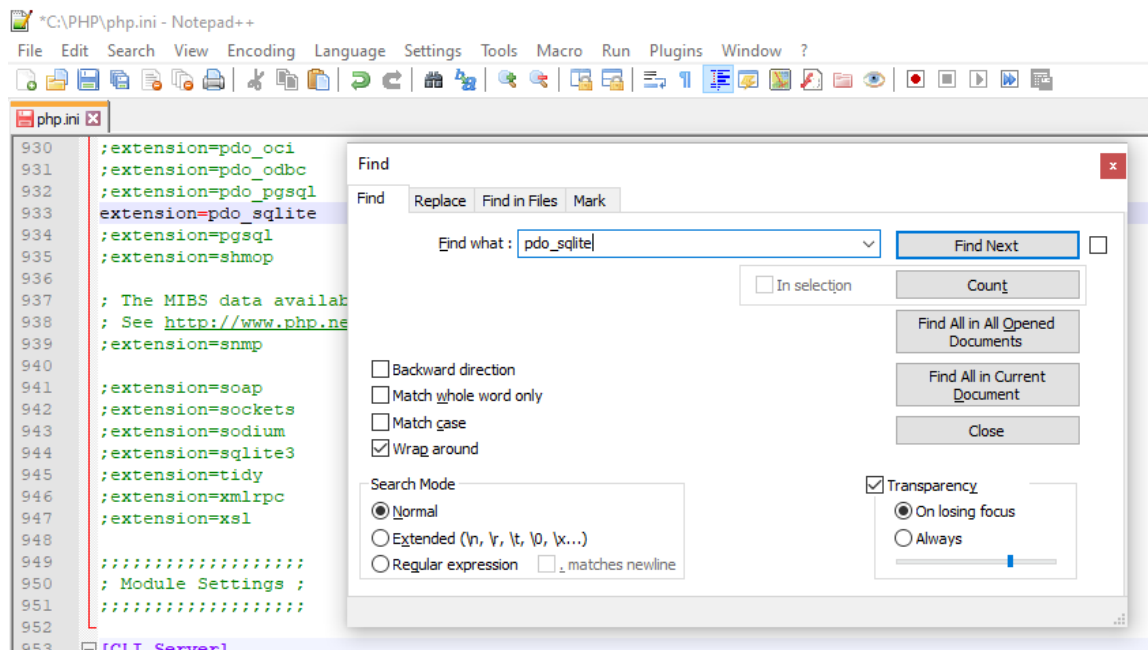 *C:\PHP\php.ini - Notepad++
File Edit Search View Encoding Language Settings Tools Macro Run Plugins Window ?
php.ini
930 ;extension=pdo_oci
931 ;extension=pdo_odbc
932 ;extension=pdo_pgsql
933 extension=pdo_sqlite
934 ;extension=pgsql
935 ;extension=shmop
936
937 ; The MIBS data availab
938 ; See http://www.php.ne
939 ;extension=snmp
940
941 ;extension=soap
942 ;extension=sockets
943 ;extension=sodium
944 ;extension=sqlite3
945 ;extension=tidy
946 ;extension=xmlrpc
947 ;extension=xsl
948
949 ;;;;;;;;;;;;;;;;;;;
950 ; Module Settings ;
951 ;;;;;;;;;;;;;;;;;;;
952
953 [CLI Server]
Find
Find Replace Find in Files Mark
Find what : pdo_sqlite
Find Next
In selection
Count
Find All in All Opened
Documents
Find All in Current
Document
Close
Backward direction
Match whole word only
Match case
Wrap around
Search Mode
Normal
Extended (\n, \r, \t, \0, \x...)
Regular expression
. matches newline
Transparency
On losing focus
Always